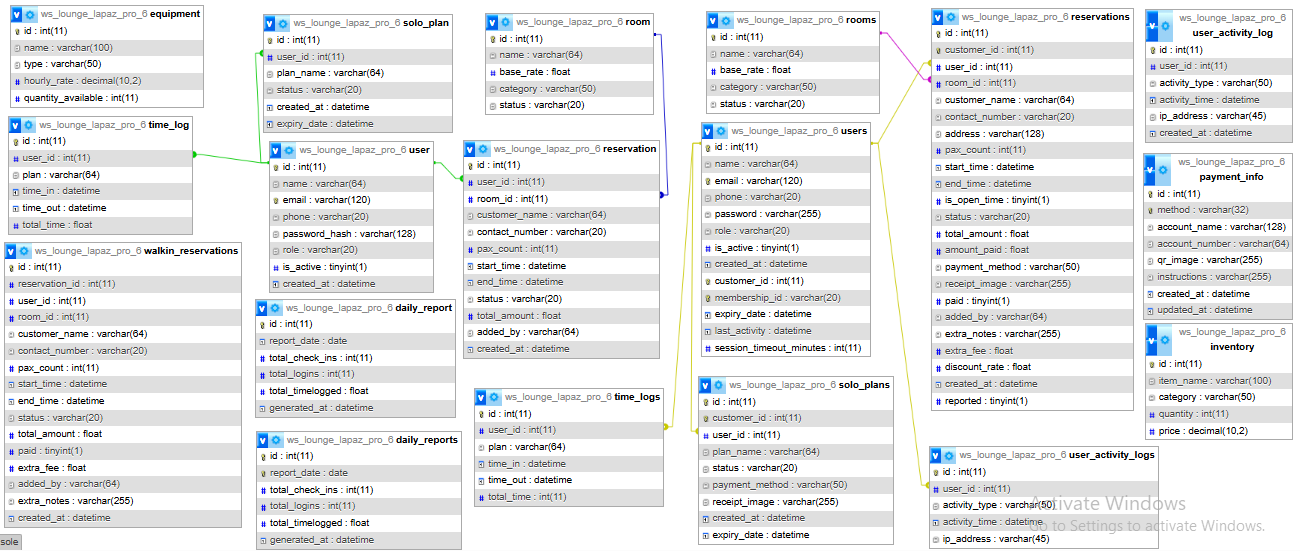 ws_lounge_lapaz_pro_6 equipment
id : int(11)
name : varchar(100)
type : varchar(50)
hourly_rate : decimal(10,2)
quantity_available : int(11)
ws_lounge_lapaz_pro_6 time_log
id : int(11)
user_id : int(11)
plan : varchar(64)
time_in : datetime
time_out : datetime
total_time : float
ws_lounge_lapaz_pro_6 walkin_reservations
id : int(11)
reservation_id : int(11)
user_id : int(11)
room_id : int(11)
customer_name : varchar(64)
contact_number : varchar(20)
pax_count : int(11)
start_time : datetime
end_time : datetime
status : varchar(20)
total_amount : float
paid : tinyint(1)
extra_fee : float
added_by : varchar(64)
extra_notes : varchar(255)
created_at : datetime
sole
ws_lounge_lapaz_pro_6 solo_plan
id : int(11)
user_id : int(11)
plan_name : varchar(64)
status : varchar(20)
created_at : datetime
expiry_date : datetime
ws_lounge_lapaz_pro_6 user
id : int(11)
name : varchar(64)
email : varchar(120)
phone : varchar(20)
password_hash : varchar(128)
role : varchar(20)
is_active : tinyint(1)
created_at : datetime
ws_lounge_lapaz_pro_6 daily_report
id : int(11)
report_date : date
total_check_ins : int(11)
total_logins : int(11)
total_timelogged : float
generated_at : datetime
ws_lounge_lapaz_pro_6 daily_reports
id : int(11)
report_date : date
total_check_ins : int(11)
total_logins : int(11)
total_timelogged : float
generated_at : datetime
ws_lounge_lapaz_pro_6 room
id : int(11)
name : varchar(64)
base_rate : float
category : varchar(50)
status : varchar(20)
ws_lounge_lapaz_pro_6 reservation
id : int(11)
user_id : int(11)
room_id : int(11)
customer_name : varchar(64)
contact_number : varchar(20)
pax_count : int(11)
start_time : datetime
end_time : datetime
status : varchar(20)
total_amount : float
added_by : varchar(64)
created_at : datetime
ws_lounge_lapaz_pro_6 time_logs
id : int(11)
user_id : int(11)
plan : varchar(64)
time_in : datetime
time_out : datetime
total_time : int(11)
ws_lounge_lapaz_pro_6 rooms
id : int(11)
name : varchar(64)
base_rate : float
category : varchar(50)
status : varchar(20)
ws_lounge_lapaz_pro_6 users
id : int(11)
name : varchar(64)
email : varchar(120)
phone : varchar(20)
password : varchar(255)
role : varchar(20)
is_active : tinyint(1)
created_at : datetime
customer_id : int(11)
membership_id : varchar(20)
expiry_date : datetime
last_activity : datetime
session_timeout_minutes : int(11)
ws_lounge_lapaz_pro_6 solo_plans
id : int(11)
customer_id : int(11)
user_id : int(11)
plan_name : varchar(64)
status : varchar(20)
payment_method : varchar(50)
receipt_image : varchar(255)
created_at : datetime
expiry_date : datetime
ws_lounge_lapaz_pro_6 reservations
id : int(11)
customer_id : int(11)
user_id : int(11)
room_id : int(11)
customer_name : varchar(64)
contact_number : varchar(20)
address : varchar(128)
pax_count : int(11)
start_time : datetime
end_time : datetime
is_open_time : tinyint(1)
status : varchar(20)
total_amount : float
amount_paid : float
payment_method : varchar(50)
receipt_image : varchar(255)
paid : tinyint(1)
added_by : varchar(64)
extra_notes : varchar(255)
extra_fee : float
discount_rate : float
created_at : datetime
reported : tinyint(1)
ws_lounge_lapaz_pro_6 user_activity_logs
id : int(11)
user_id : int(11)
activity_type : varchar(50)
activity_time : datetime
ip_address : varchar(45)
ws_lounge_lapaz_pro_6
user_activity_log
id : int(11)
user_id : int(11)
activity_type : varchar(50)
activity_time : datetime
ip_address : varchar(45)
created_at : datetime
ws_lounge_lapaz_pro_6
payment_info
id : int(11)
method : varchar(32)
account_name : varchar(128)
account_number : varchar(64)
qr_image : varchar(255)
instructions : varchar(255)
created_at : datetime
updated_at : datetime
ws_lounge_lapaz_pro_6
inventory
id : int(11)
item_name : varchar(100)
category : varchar(50)
quantity : int(11)
price : decimal(10,2)
Activate Windows
Go to Settings to activate Windows.